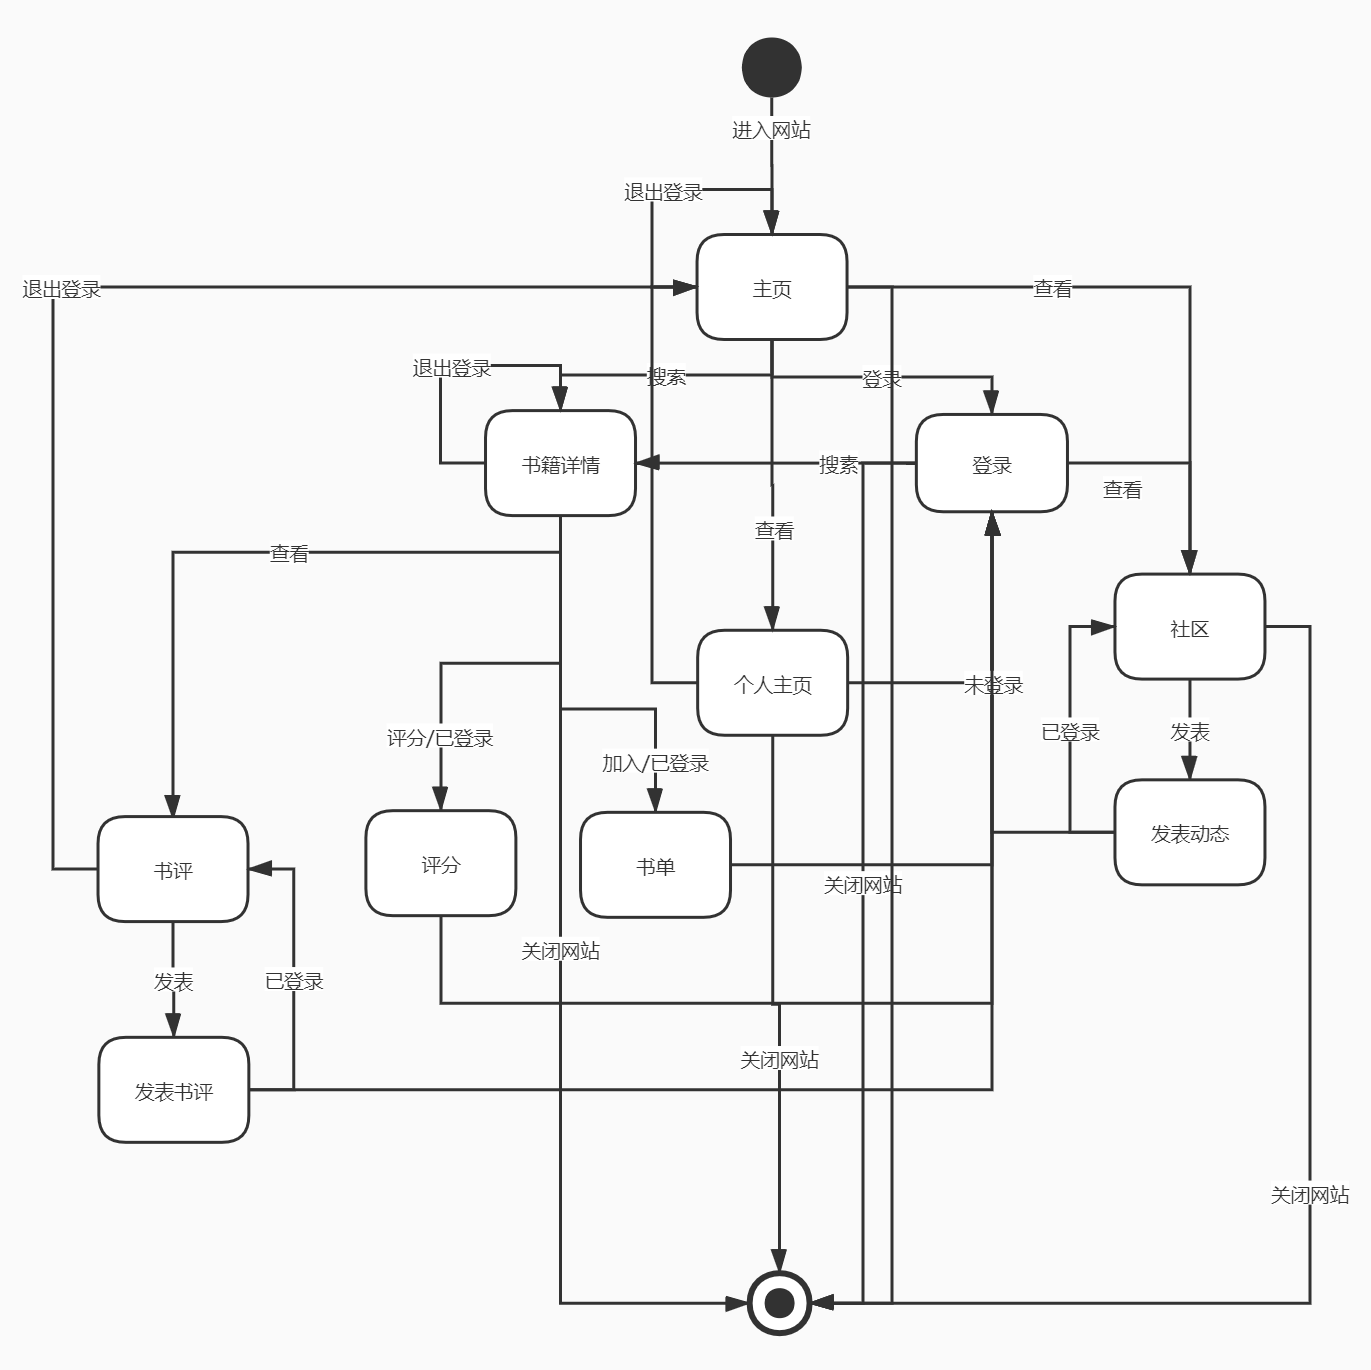 进入网站
退出登录
退出登录
主页
查看
退出登录
搜索
登录
书籍详情
搜素
登录
查看
查看
查看
社区
个人主页
未登录
已登录
发表
评分/已登录
加入/已登录
发表动态
书评
评分
书单
关闭网站
关闭网站
发表
已登录
关闭网站
发表书评
关闭网站